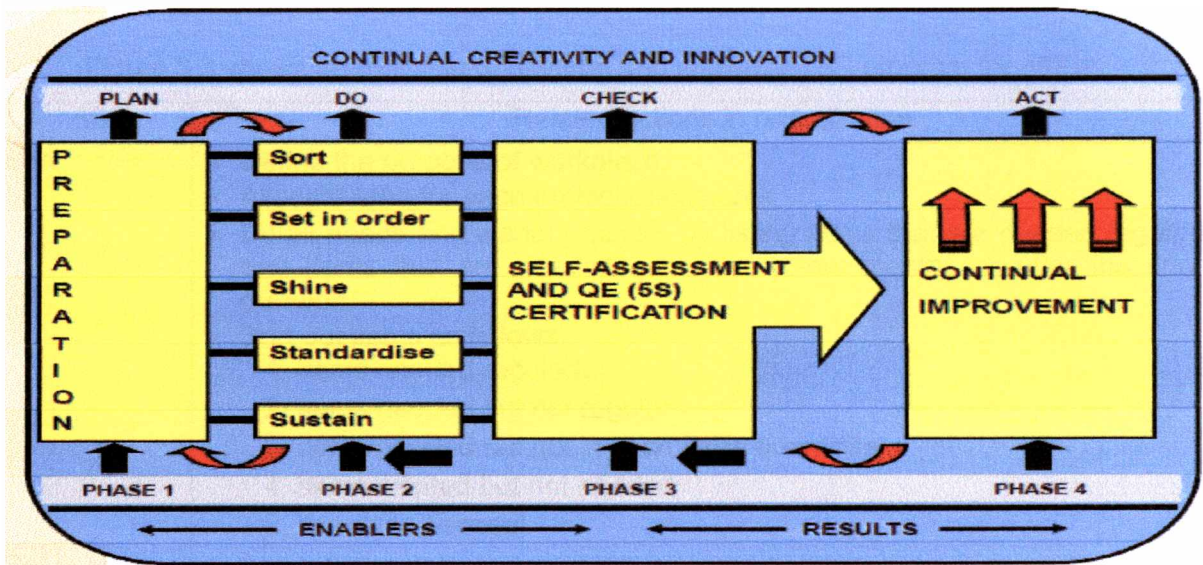 CONTINUAL CREATIVITY AND INNOVATION
PLAN
DO
CHECK
ACT
PREPARATION
Sort
Set in order
Shine
Standardise
Sustain
SELF-ASSESSMENT
AND QE (5S)
CERTIFICATION
CONTINUAL
IMPROVEMENT
PHASE 1
PHASE 2
PHASE 3
PHASE 4
ENABLERS
RESULTS